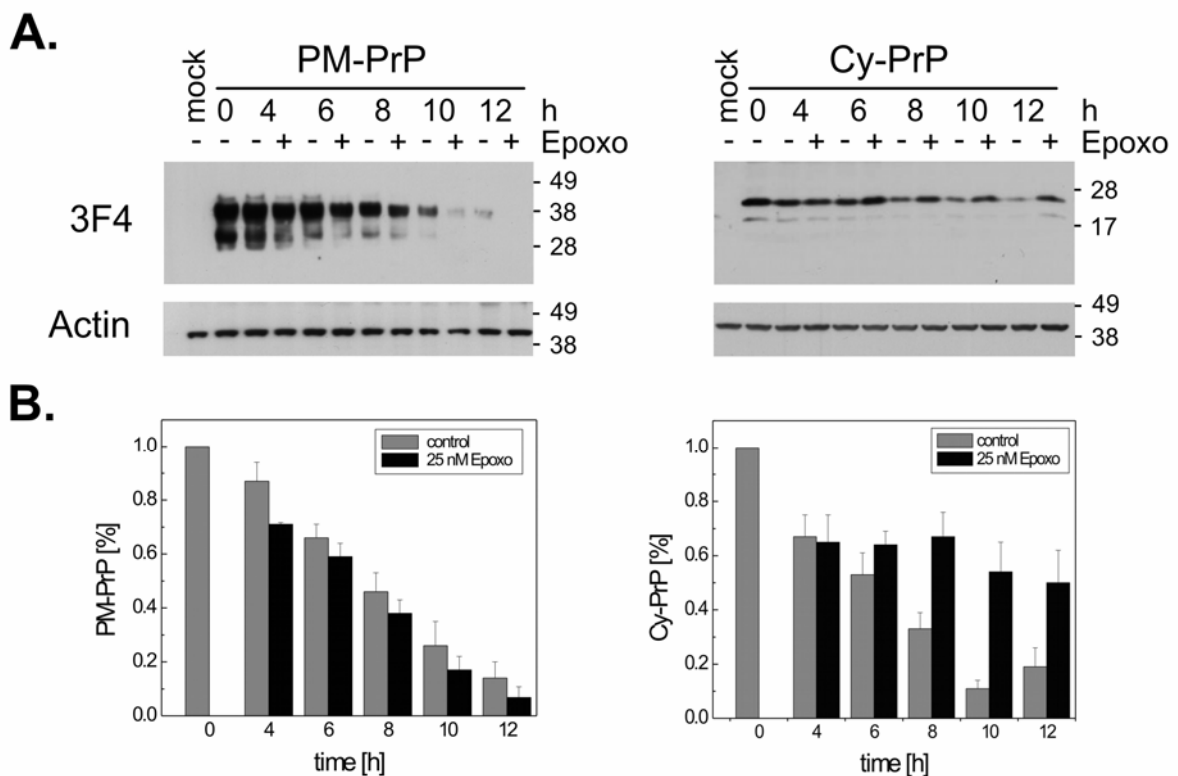 A.
mock
PM-PrP
0 4 6 8 10 12 h
- - - + - + - + - + - + Epoxo
3F4
49
38
28
Actin
49
38
mock
Cy-PrP
0 4 6 8 10 12 h
- - - + - + - + - + - + Epoxo
28
17
49
38
B.
PM-PrP [%]
1.0
0.8
0.6
0.4
0.2
0.0
control
25 nM Epoxo
0 4 6 8 10 12
time [h]
Cy-PrP [%]
1.0
0.8
0.6
0.4
0.2
0.0
control
25 nM Epoxo
0 4 6 8 10 12
time [h]